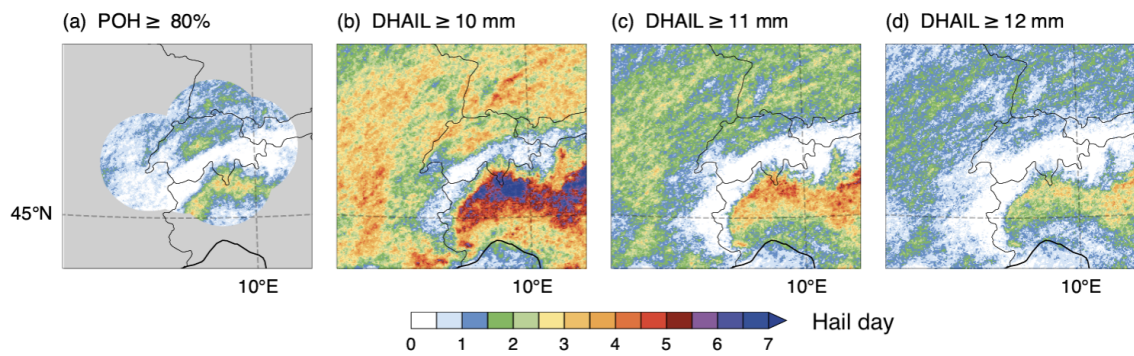 (a) POH ≥ 80%
(b) DHAIL ≥ 10 mm
(c) DHAIL ≥ 11 mm
(d) DHAIL ≥ 12 mm
45°N
10°E
10°E
10°E
10°E
0 1 2 3 4 5 6 7
Hail day